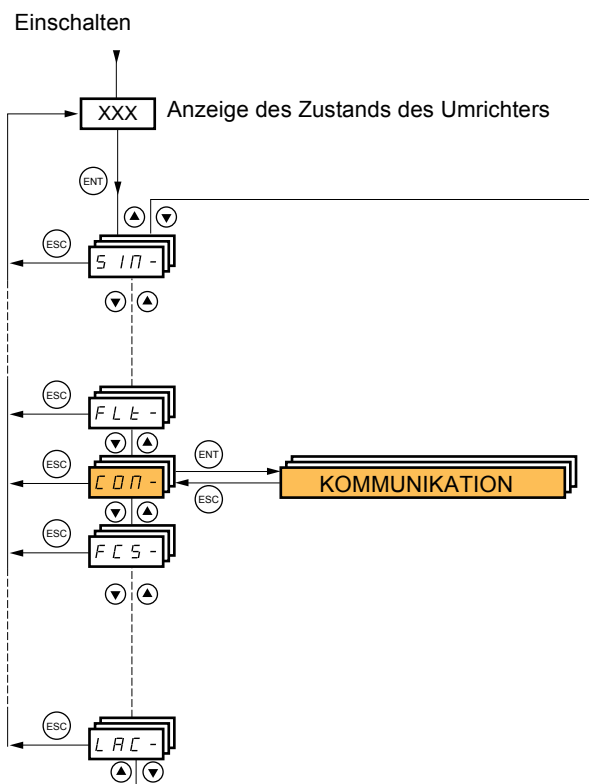 Einschalten
XXX Anzeige des Zustands des Umrichters
ENT
ESC
SIM-
ESC
FLt-
ESC
ENT
COM-
KOMMUNIKATION
ESC
ESC
FCS-
ESC
LAC-